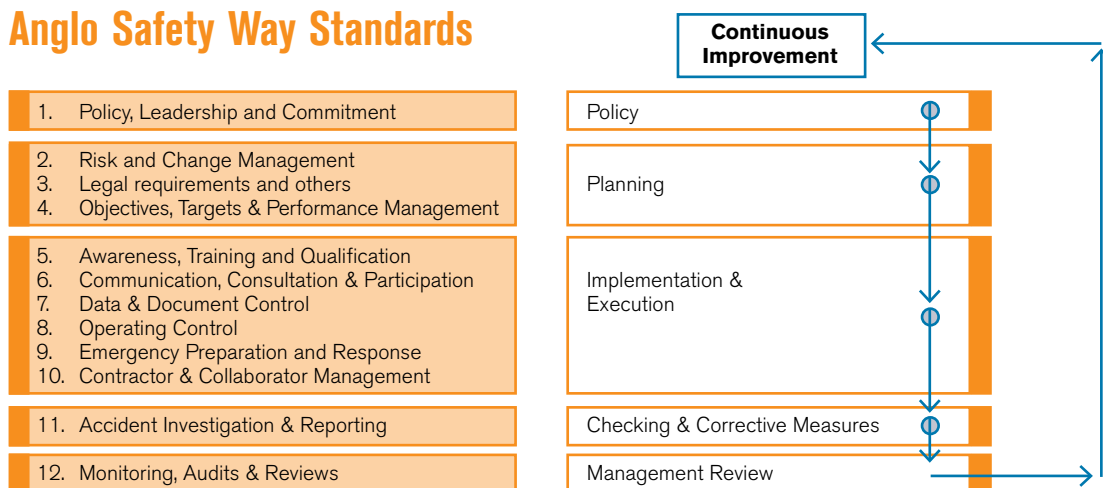 Anglo Safety Way Standards
Continuous
Improvement
1. Policy, Leadership and Commitment
Policy
2. Risk and Change Management
3. Legal requirements and others
4. Objectives, Targets & Performance Management
Planning
5. Awareness, Training and Qualification
6. Communication, Consultation & Participation
7. Data & Document Control
8. Operating Control
9. Emergency Preparation and Response
10. Contractor & Collaborator Management
Implementation &
Execution
11. Accident Investigation & Reporting
Checking & Corrective Measures
12. Monitoring, Audits & Reviews
Management Review